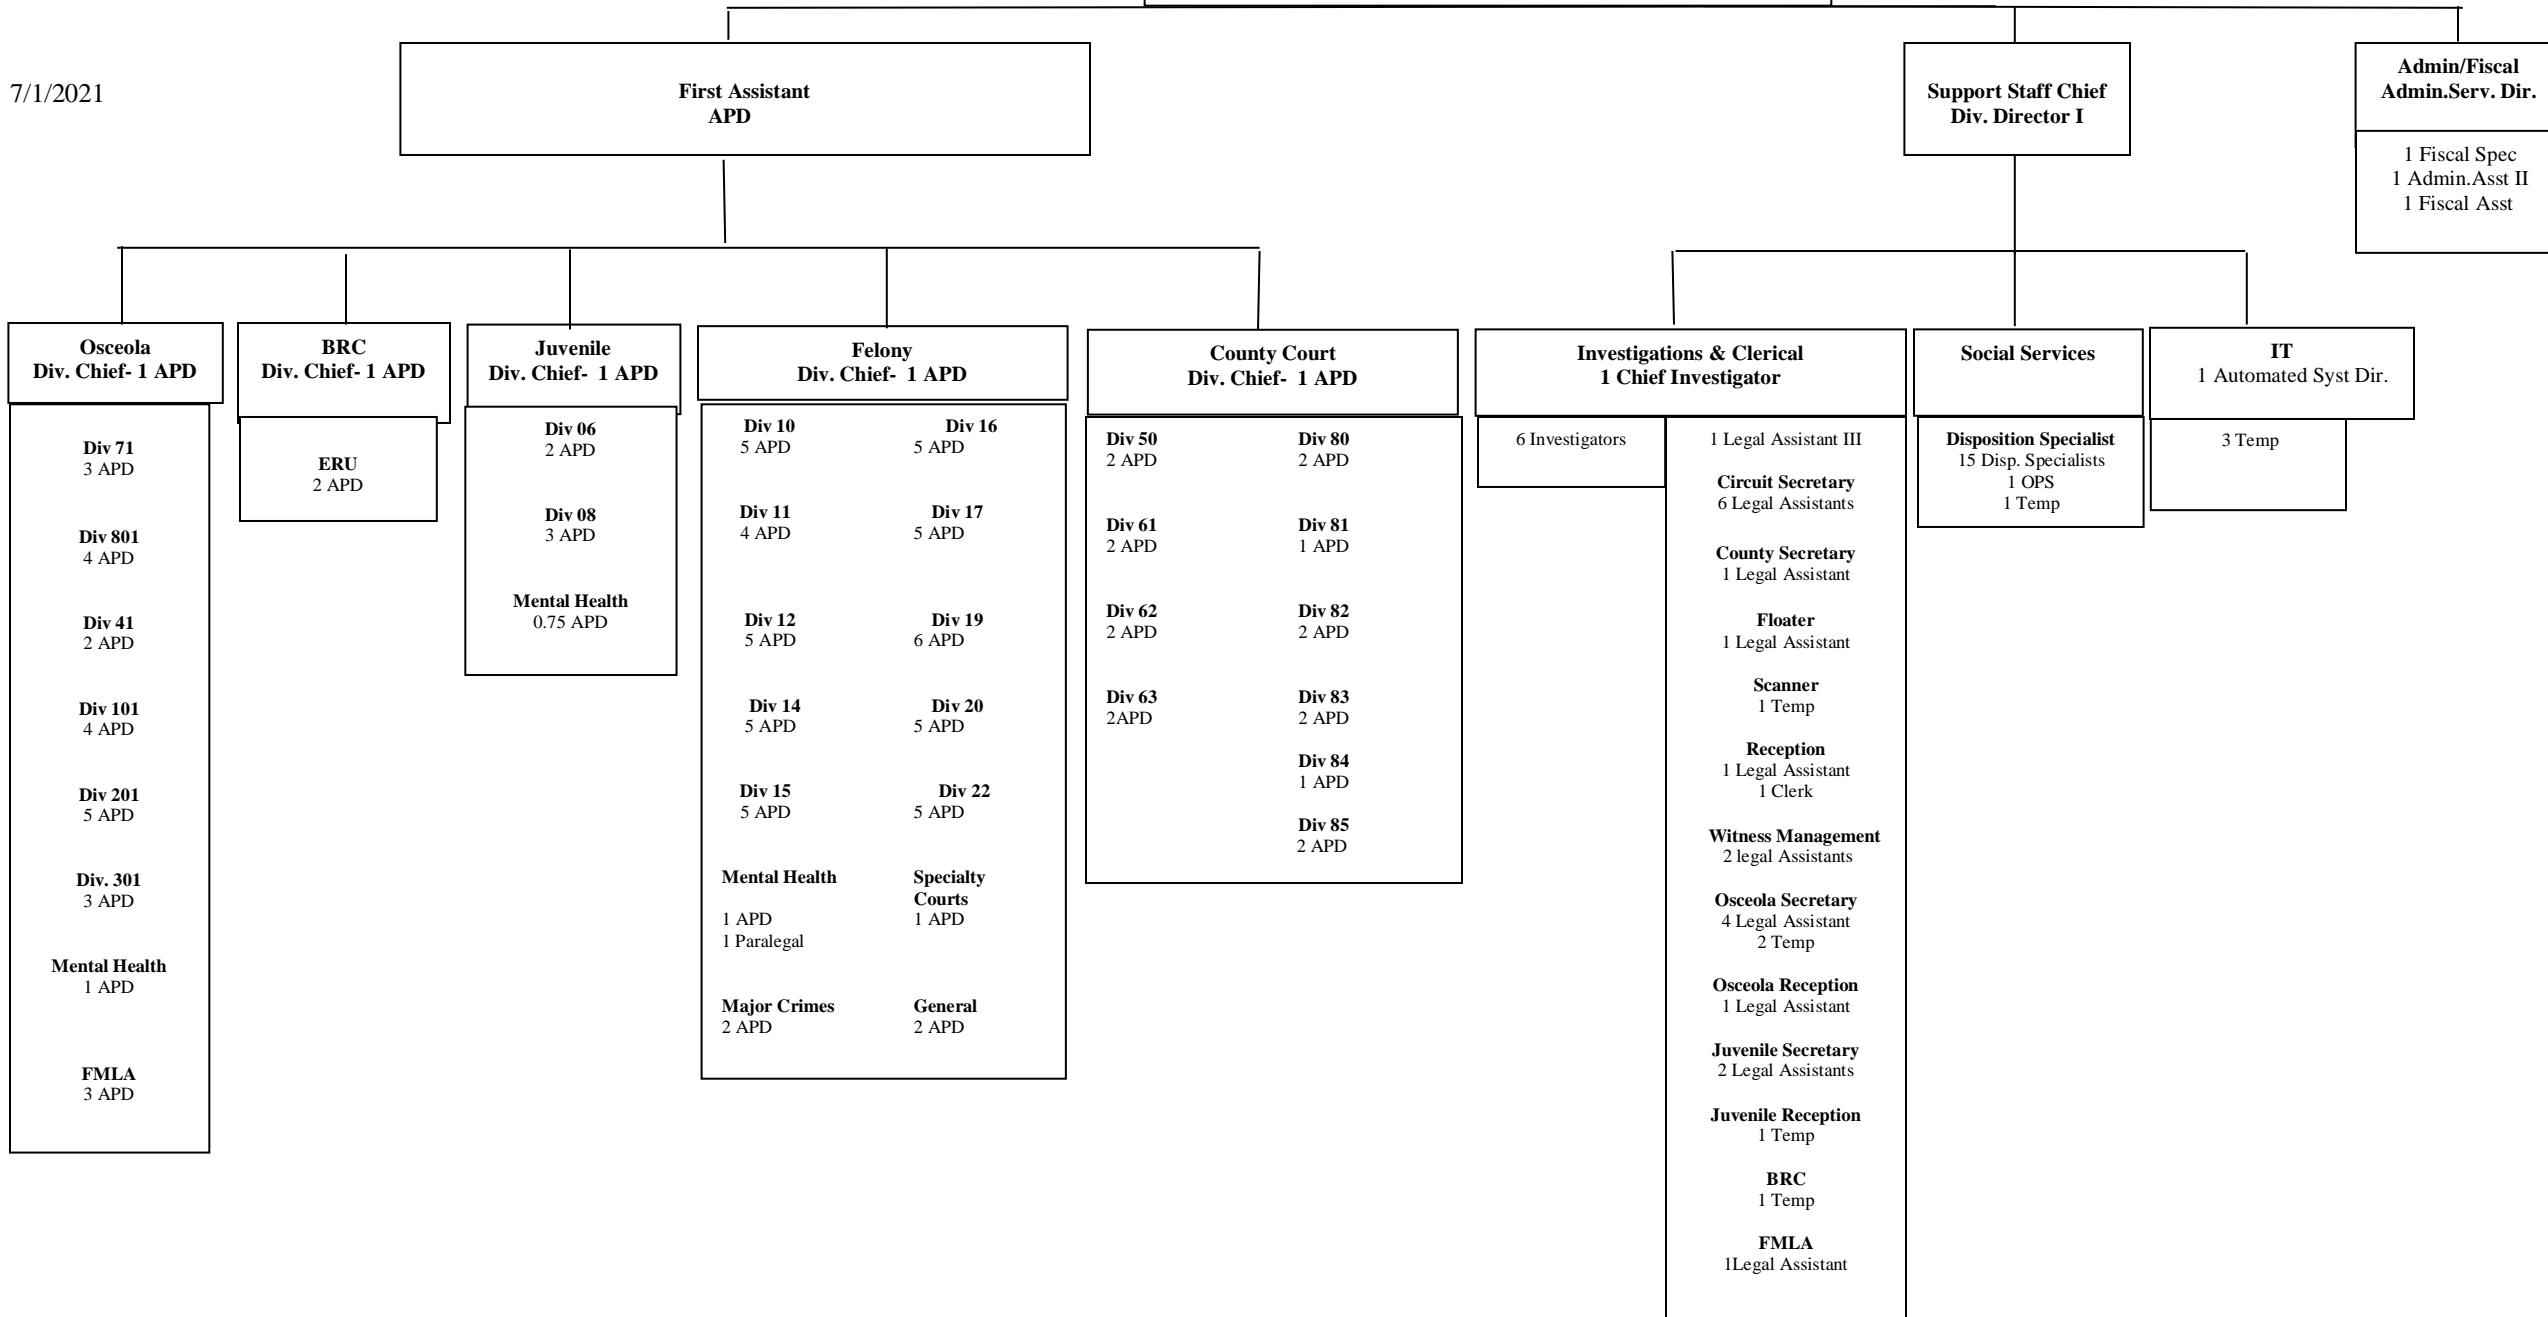 7/1/2021
First Assistant
APD
Support Staff Chief
Div. Director I
Admin/Fiscal
Admin.Serv. Dir.
1 Fiscal Spec
1 Admin.Asst II
1 Fiscal Asst
Osceola
Div. Chief- 1 APD
Div 71
3 APD
Div 801
4 APD
Div 41
2 APD
Div 101
4 APD
Div 201
5 APD
Div. 301
3 APD
Mental Health
1 APD
FMLA
3 APD
BRC
Div. Chief- 1 APD
ERU
2 APD
Juvenile
Div. Chief- 1 APD
Div 06
2 APD
Div 08
3 APD
Mental Health
0.75 APD
Felony
Div. Chief- 1 APD
Div 10
5 APD
Div 11
4 APD
Div 12
5 APD
Div 14
5 APD
Div 15
5 APD
Mental Health
1 APD
1 Paralegal
Major Crimes
2 APD
Div 16
5 APD
Div 17
5 APD
Div 19
6 APD
Div 20
5 APD
Div 22
5 APD
Specialty
Courts
1 APD
General
2 APD
County Court
Div. Chief- 1 APD
Div 50
2 APD
Div 61
2 APD
Div 62
2 APD
Div 63
2APD
Div 80
2 APD
Div 81
1 APD
Div 82
2 APD
Div 83
2 APD
Div 84
1 APD
Div 85
2 APD
Investigations & Clerical
1 Chief Investigator
6 Investigators
1 Legal Assistant III
Circuit Secretary
6 Legal Assistants
County Secretary
1 Legal Assistant
Floater
1 Legal Assistant
Scanner
1 Temp
Reception
1 Legal Assistant
1 Clerk
Witness Management
2 legal Assistants
Osceola Secretary
4 Legal Assistant
2 Temp
Osceola Reception
1 Legal Assistant
Juvenile Secretary
2 Legal Assistants
Juvenile Reception
1 Temp
BRC
1 Temp
FMLA
1Legal Assistant
Social Services
Disposition Specialist
15 Disp. Specialists
1 OPS
1 Temp
IT
1 Automated Syst Dir.
3 Temp